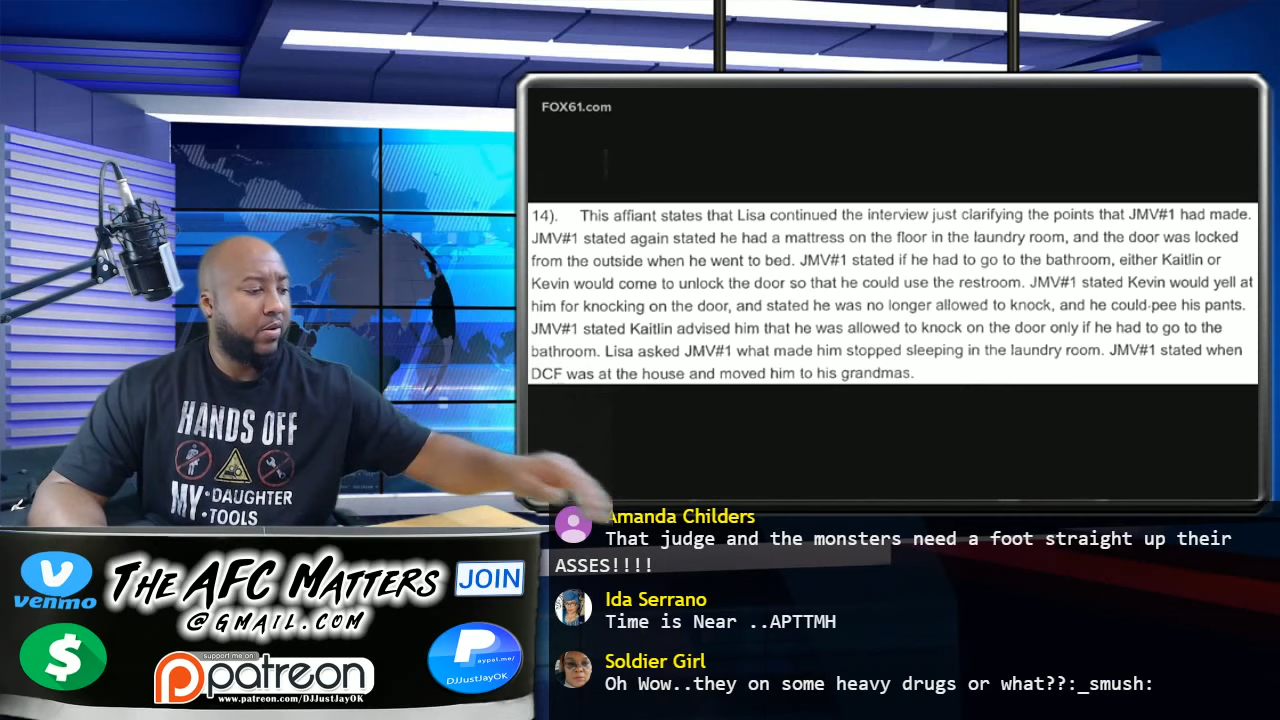 FOX61.com
14). This affiant states that Lisa continued the interview just clarifying the points that JMV#1 had made.
JMV#1 stated again stated he had a mattress on the floor in the laundry room, and the door was locked
from the outside when he went to bed. JMV#1 stated if he had to go to the bathroom, either Kaitlin or
Kevin would come to unlock the door so that he could use the restroom. JMV#1 stated Kevin would yell at
him for knocking on the door, and stated he was no longer allowed to knock, and he could pee his pants.
JMV#1 stated Kaitlin advised him that he was allowed to knock on the door only if he had to go to the
bathroom. Lisa asked JMV#1 what made him stopped sleeping in the laundry room. JMV#1 stated when
DCF was at the house and moved him to his grandmas.
HANDS OFF
MY•DAUGHTER
•TOOLS
Amanda Childers
That judge and the monsters need a foot straight up their
ASSES!!!!
Ida Serrano
Time is Near ..APTTMH
Soldier Girl
Oh Wow..they on some heavy drugs or what??:_smush:
venmo
THE AFC MATTERS
@GMAIL.COM
JOIN
$
support me on
patreon
www.patreon.com/DJJustJayOK
Paypal.me/
DJJustJayOK